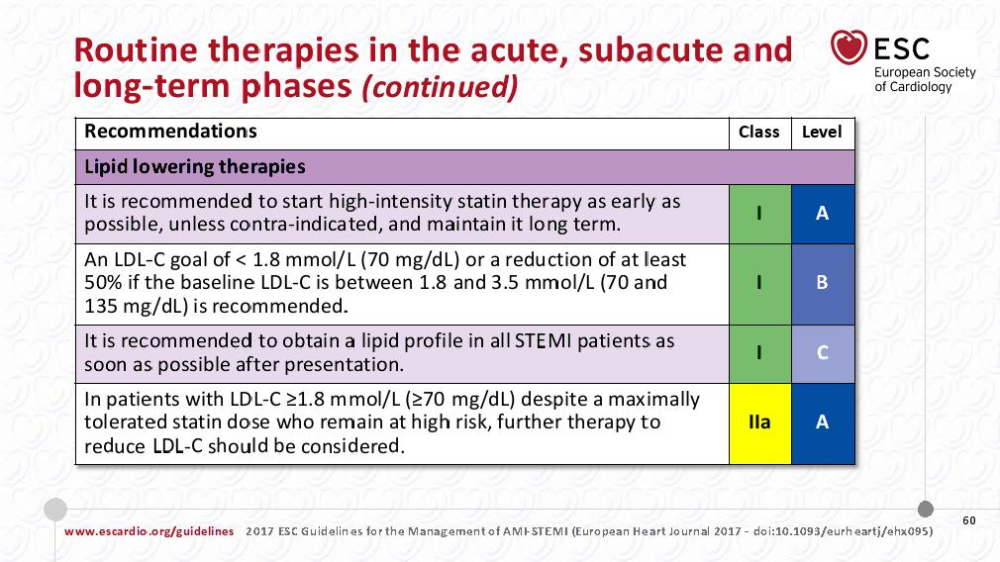 Routine therapies in the acute, subacute and
long-term phases (continued)
ESC
European Society
of Cardiology
Recommendations Class Level
Lipid lowering therapies
It is recommended to start high-intensity statin therapy as early as
possible, unless contra-indicated, and maintain it long term.
I A
An LDL-C goal of < 1.8 mmol/L (70 mg/dL) or a reduction of at least
50% if the baseline LDL-C is between 1.8 and 3.5 mmol/L (70 and
135 mg/dL) is recommended.
I B
It is recommended to obtain a lipid profile in all STEMI patients as
soon as possible after presentation.
I C
In patients with LDL-C ≥1.8 mmol/L (≥70 mg/dL) despite a maximally
tolerated statin dose who remain at high risk, further therapy to
reduce LDL-C should be considered.
IIa A
60
www.escardio.org/guidelines 2017 ESC Guidelines for the Management of AMI-STEMI (European Heart Journal 2017 - doi:10.1093/eurheartj/ehx095)